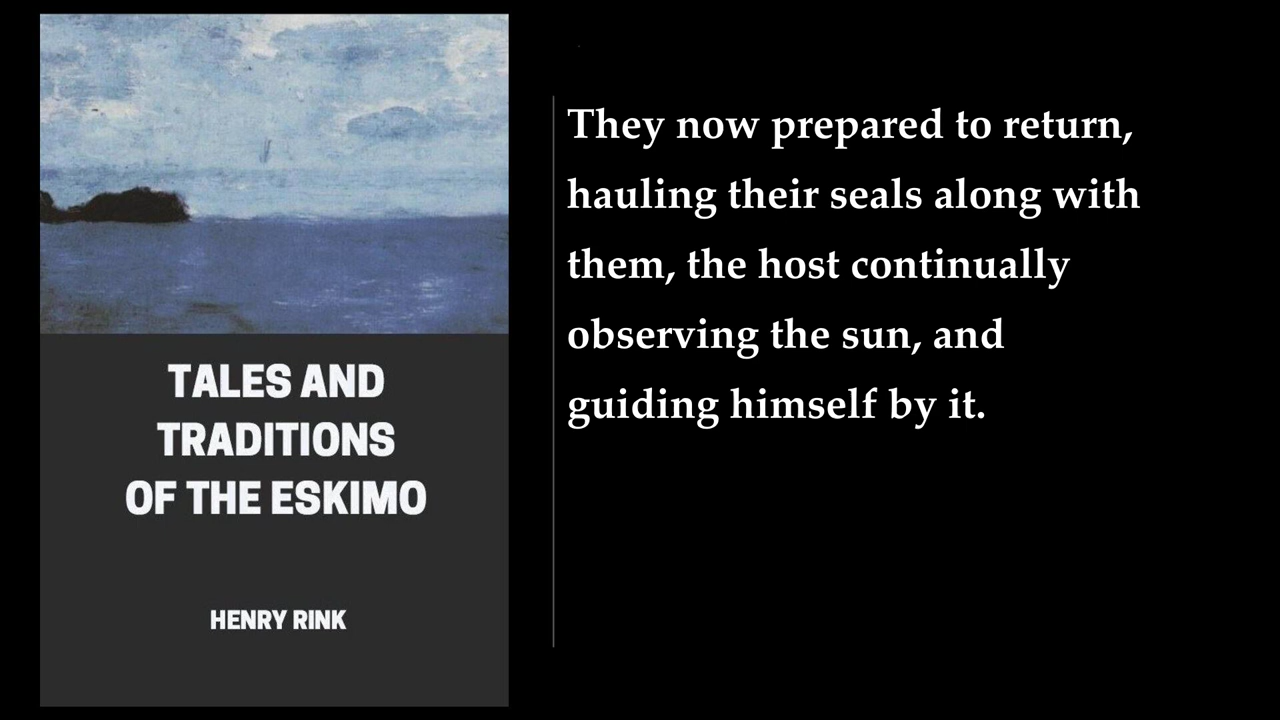 TALES AND
TRADITIONS
OF THE ESKIMO
HENRY RINK
They now prepared to return,
hauling their seals along with
them, the host continually
observing the sun, and
guiding himself by it.